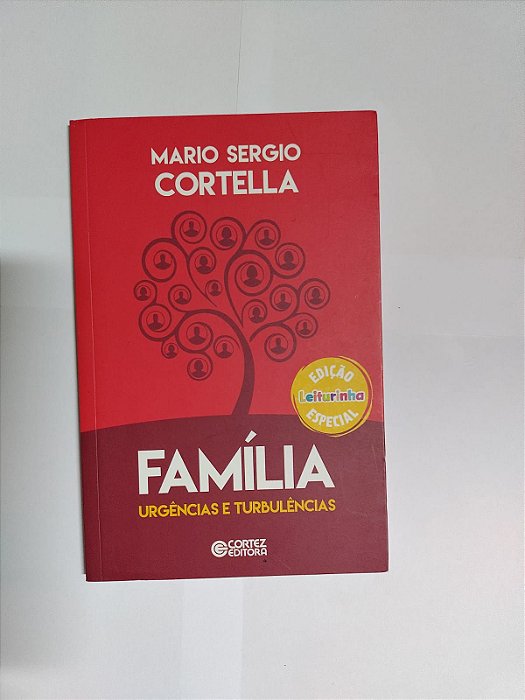 MARIO SERGIO
CORTELLA
EDIÇÃO
Leiturinha
ESPECIAL
FAMÍLIA
URGÊNCIAS E TURBULÊNCIAS
CORTEZ
EDITORA